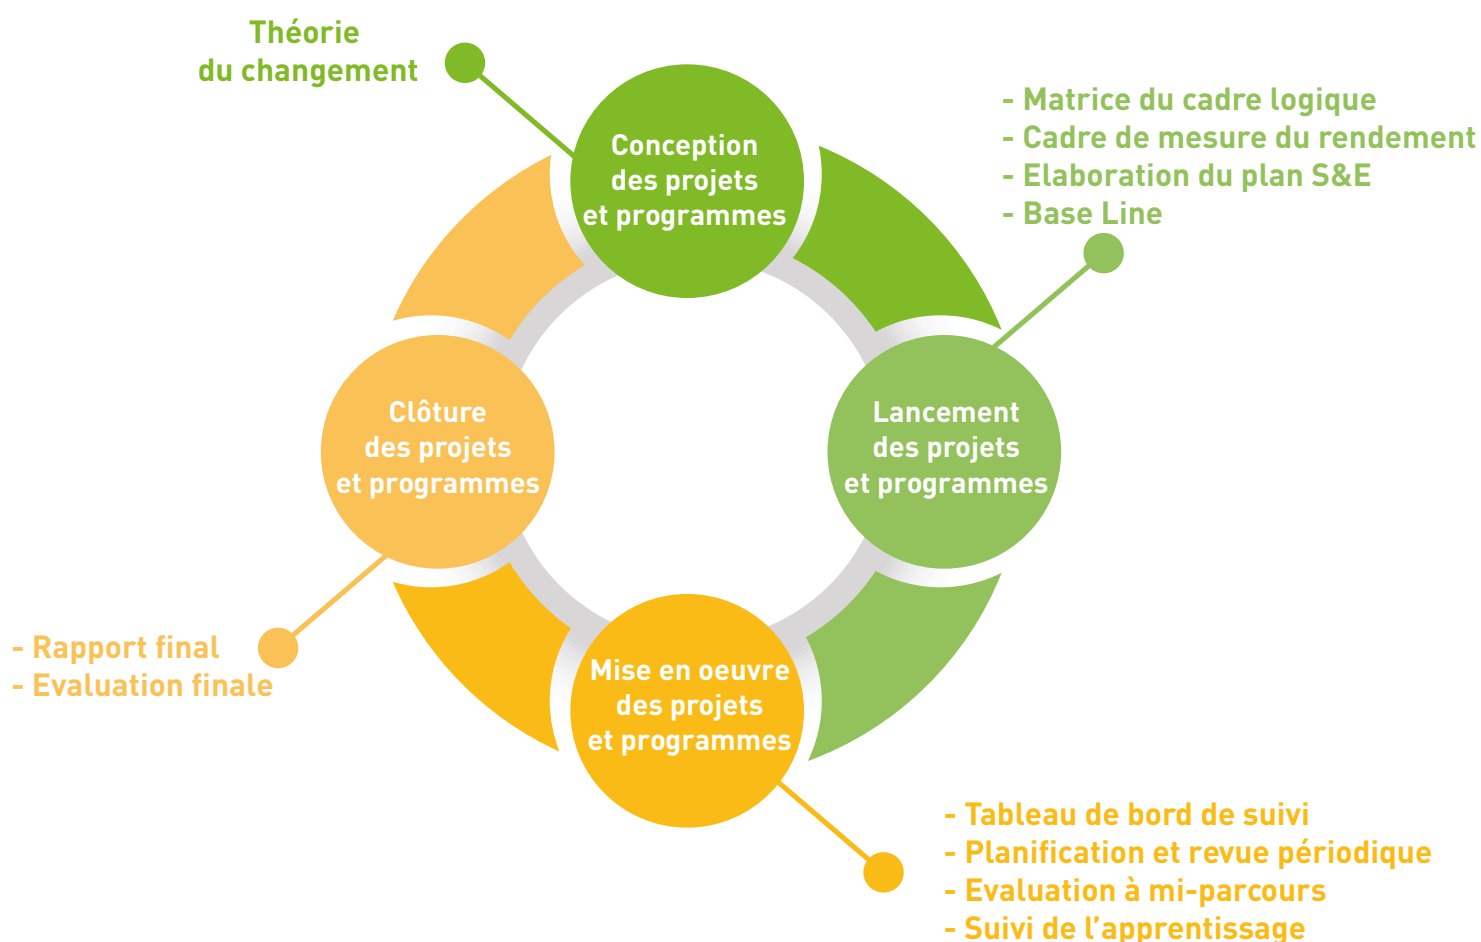 Théorie
du changement
Conception
des projets
et programmes
- Matrice du cadre logique
- Cadre de mesure du rendement
- Elaboration du plan S&E
- Base Line
Lancement
des projets
et programmes
Clôture
des projets
et programmes
- Rapport final
- Evaluation finale
Mise en oeuvre
des projets
et programmes
- Tableau de bord de suivi
- Planification et revue périodique
- Evaluation à mi-parcours
- Suivi de l’apprentissage